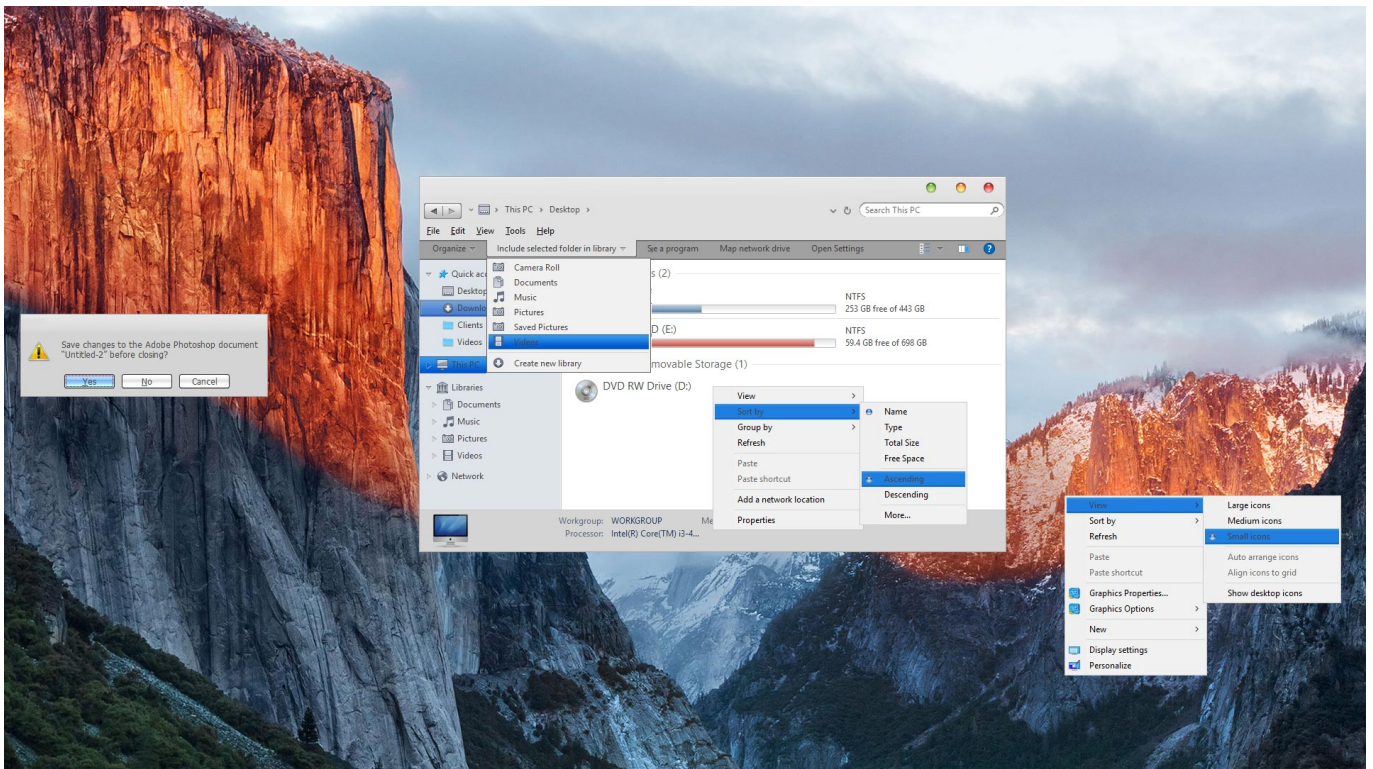 This PC › Desktop ›
Search This PC
File Edit View Tools Help
Organize Include selected folder in library Map network drive Open Settings
Quick
Desktop
Clients
Videos
This PC
Libraries
Documents
Music
Pictures
Videos
Network
Camera Roll
Documents
Music
Pictures
Saved Pictures
Videos
Create new library
(2)
NTFS
253 GB free of 443 GB
(E:)
NTFS
59.4 GB free of 698 GB
Storage (1)
DVD RW Drive (D:)
View
Sort by
Group by
Refresh
Paste
Paste shortcut
Add a network location
Properties
Name
Type
Total Size
Free Space
Ascending
Descending
More...
Workgroup: WORKGROUP
Processor: Intel(R) Core(TM) i3-4...
Save changes to the Adobe Photoshop document
"Untitled-2" before closing?
Yes No Cancel
View
Sort by
Refresh
Paste
Paste shortcut
Graphics Properties...
Graphics Options
New
Display settings
Personalize
Large icons
Medium icons
Small icons
Auto arrange icons
Align icons to grid
Show desktop icons